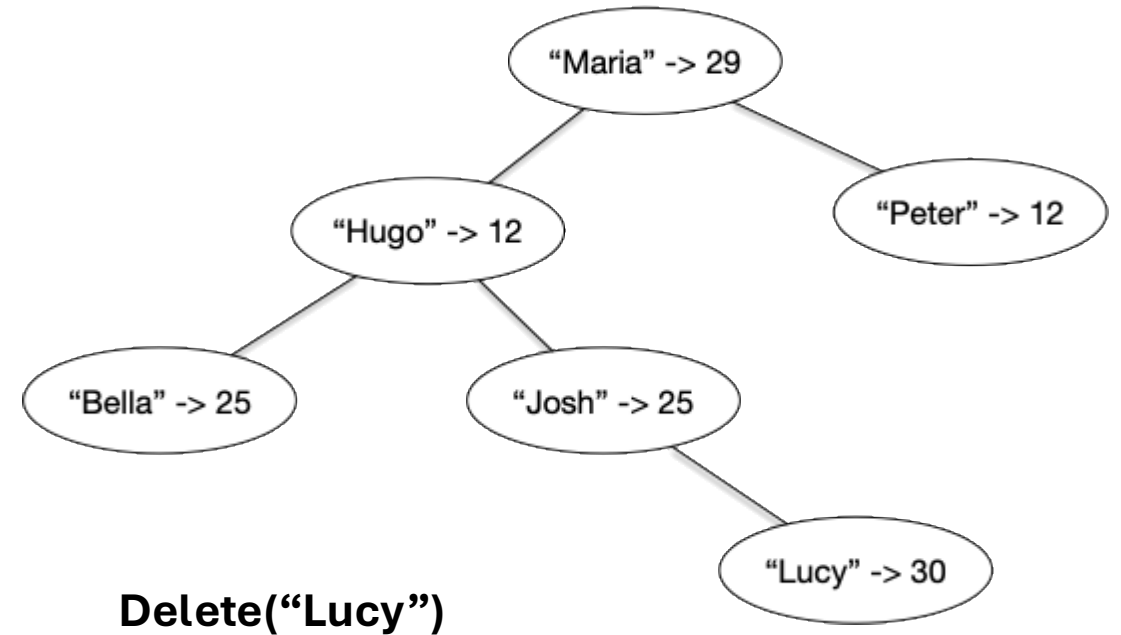 “Maria” -> 29
“Peter” -> 12
“Hugo” -> 12
“Bella” -> 25
“Josh” -> 25
“Lucy” -> 30
Delete(“Lucy”)